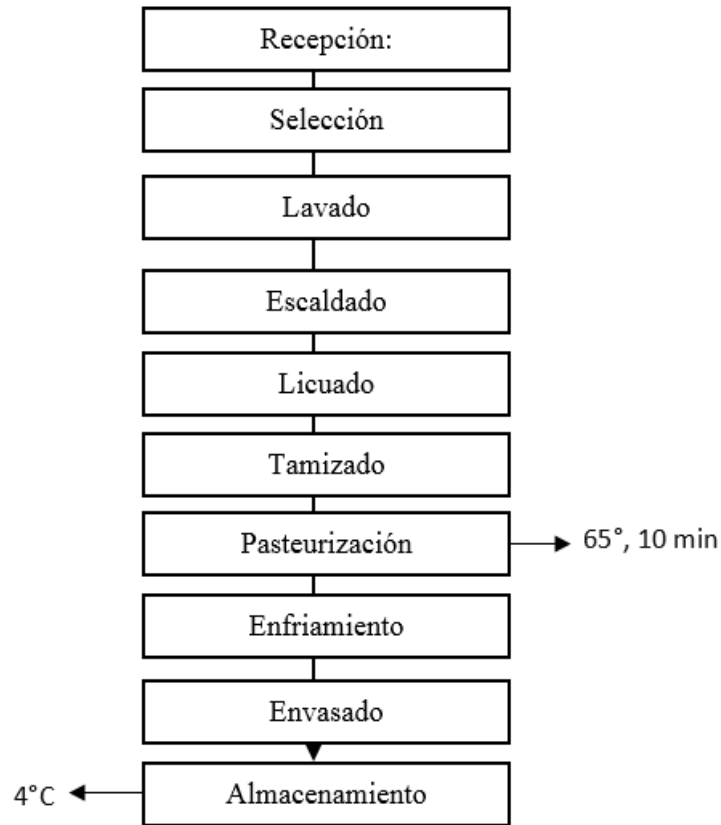 Recepción:
Selección
Lavado
Escaldado
Licuado
Tamizado
Pasteurización
65°, 10 min
Enfriamiento
Envasado
Almacenamiento
4°C